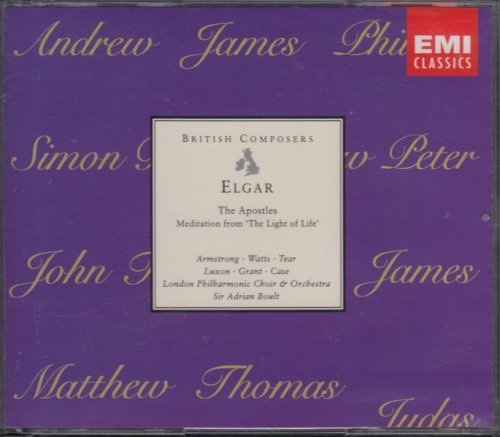 Andrew James Phi
EMI
CLASSICS
BRITISH COMPOSERS
ELGAR
The Apostles
Meditation from 'The Light of Life'
Armstrong · Watts · Tear
Luxon · Grant · Case
London Philharmonic Choir & Orchestra
Sir Adrian Boult
Simon
w Peter
John
James
Matthew Thomas
Judas